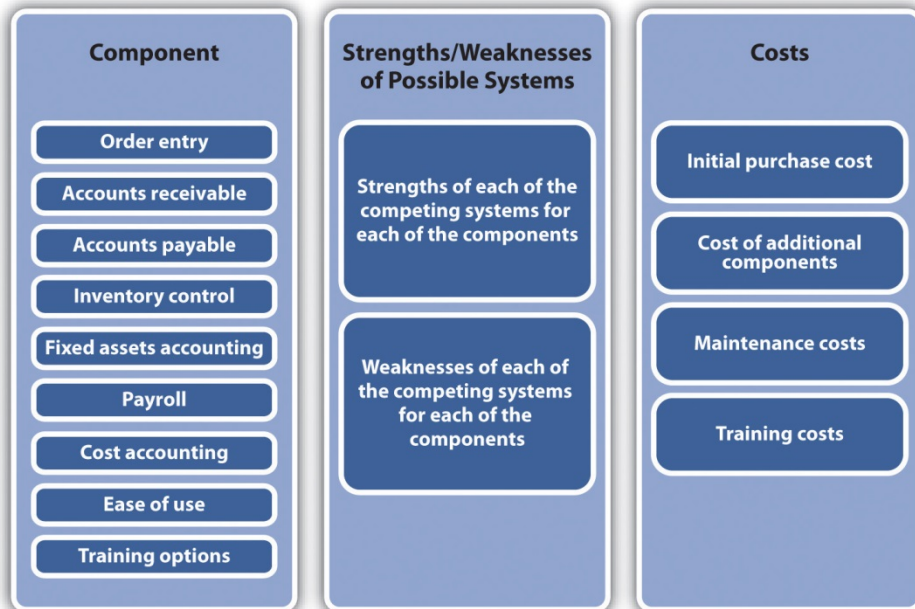 Component
Order entry
Accounts receivable
Accounts payable
Inventory control
Fixed assets accounting
Payroll
Cost accounting
Ease of use
Training options
Strengths/Weaknesses
of Possible Systems
Strengths of each of the
competing systems for
each of the components
Weaknesses of each of
the competing systems
for each of the
components
Costs
Initial purchase cost
Cost of additional
components
Maintenance costs
Training costs